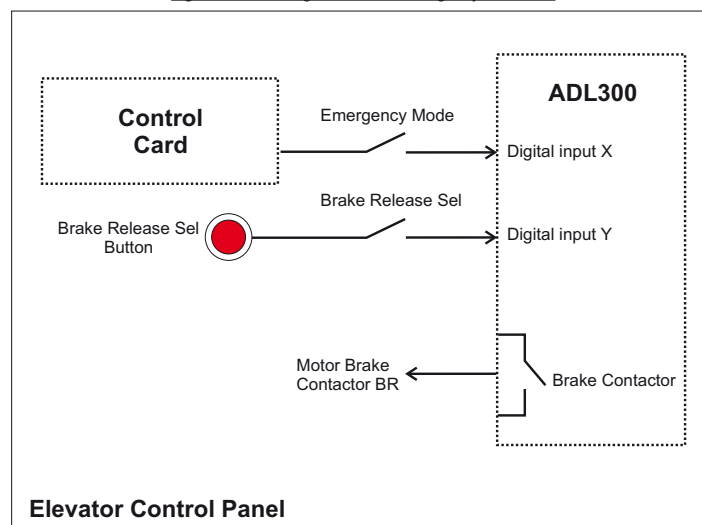 ADL300
Control
Card
Emergency Mode
Digital input X
Brake Release Sel
Brake Release Sel
Button
Digital input Y
Motor Brake
Contactor BR
Brake Contactor
Elevator Control Panel